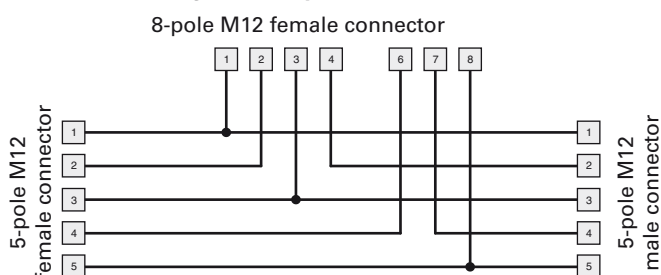 8-pole M12 female connector
1 2 3 4 6 7 8
1 1
2 2
3 3
4 4
5 5
5-pole M12
female connector
5-pole M12
male connector